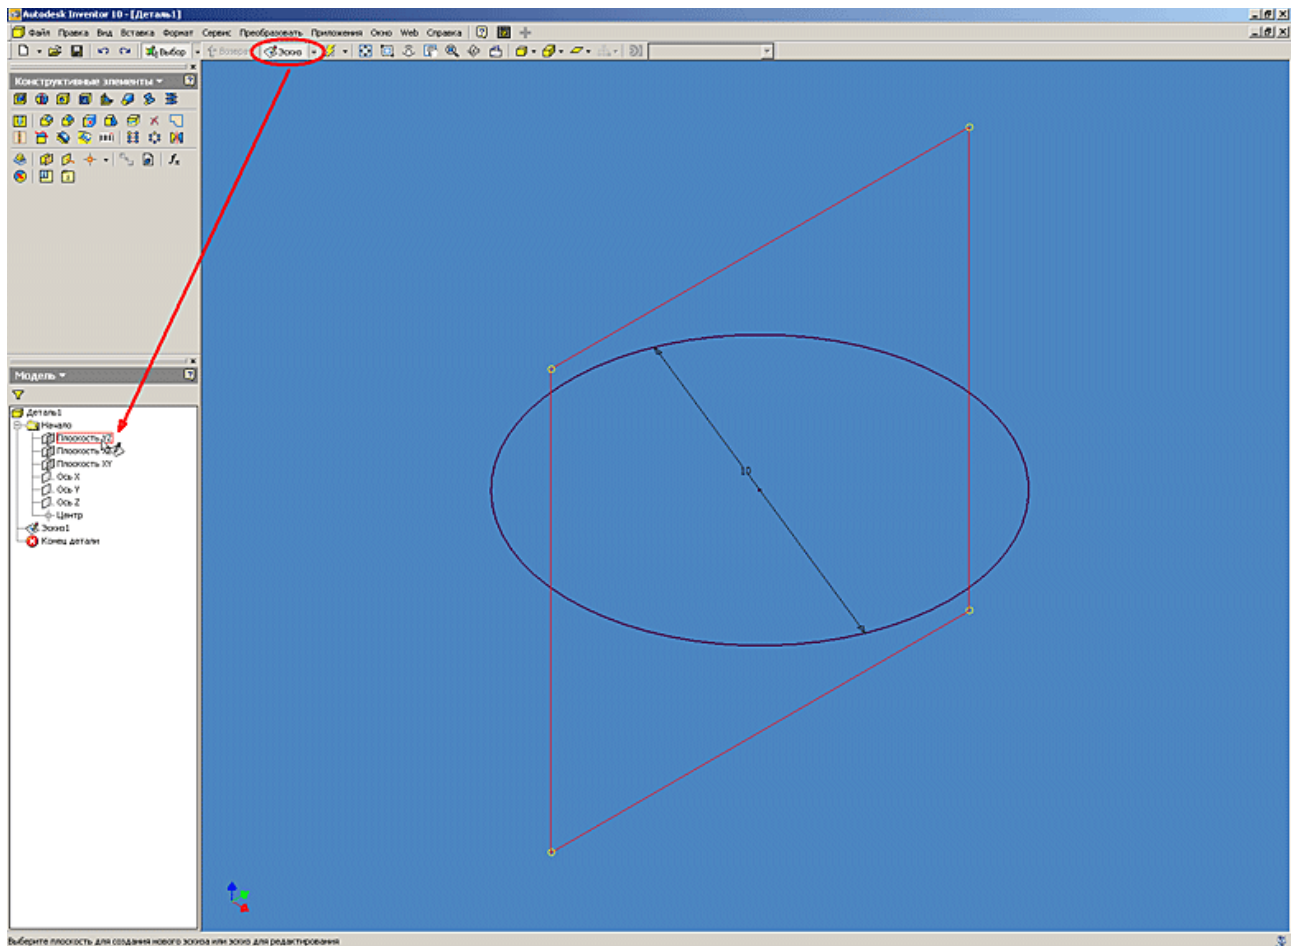 Autodesk Inventor 10 - [Деталь1]
Файл Правка Вид Вставка Формат Сервис Преобразовать Приложения Окно Web Справка
Выбор Эскиз
Конструктивные элементы
Модель
Деталь1
Начало
Плоскость YZ
Плоскость
Плоскость XY
Ось X
Ось Y
Ось Z
Центр
Эскиз1
Конец детали
10
Выберите плоскость для создания нового эскиза или эскиз для редактирования